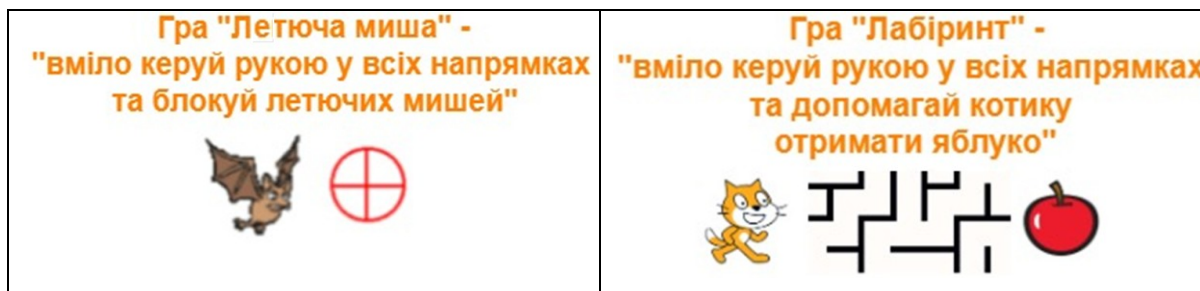 Гра "Летюча миша" -
"вміло керуй рукою у всіх напрямках
та блокуй летючих мишей"
Гра "Лабіринт" -
"вміло керуй рукою у всіх напрямках
та допомагай котику
отримати яблуко"